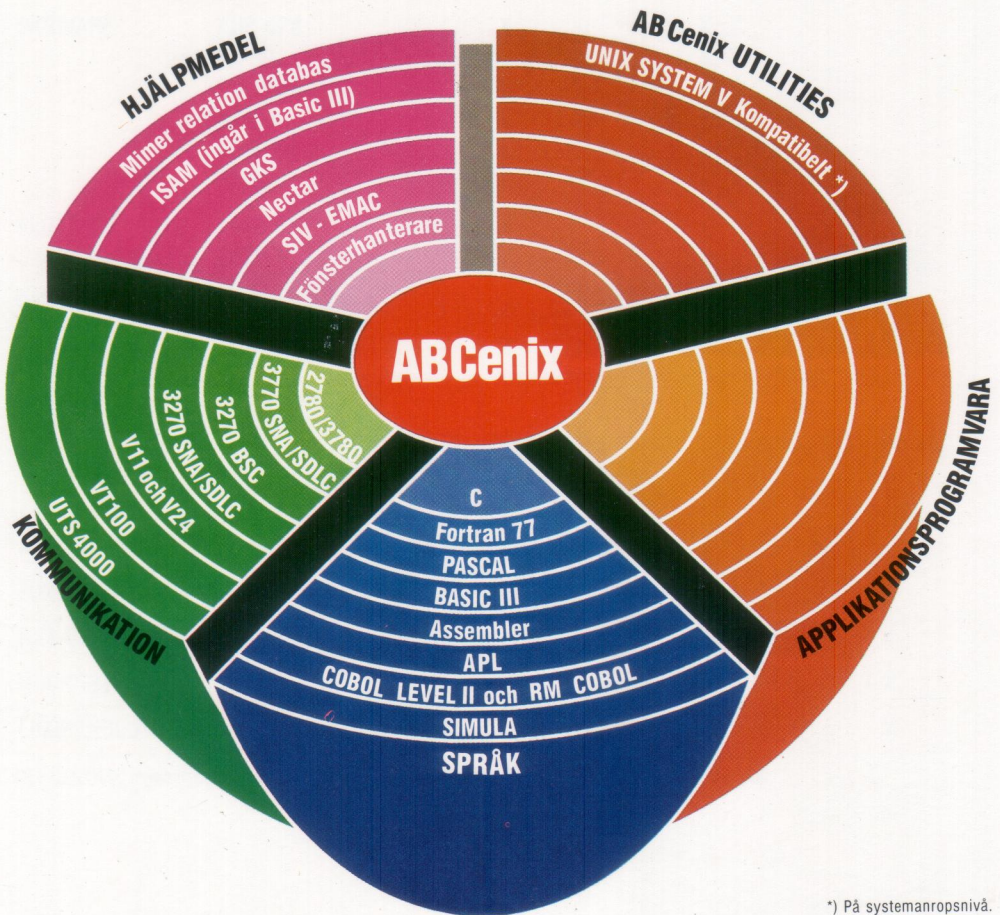 HJÄLPMEDEL
Mimer relation databas
ISAM (ingår i Basic III)
GKS
Nectar
SIV - EMAC
Fönsterhanterare
ABCenix UTILITIES
UNIX SYSTEM V Kompatibelt *)
ABCenix
KOMMUNIKATION
UTS 4000
VT100
V11 och V24
3270 SNA/SDLC
3270 BSC
3770 SNA/SDLC
2780/3780
APPLIKATIONSPROGRAMVARA
C
Fortran 77
PASCAL
BASIC III
Assembler
APL
COBOL LEVEL II och RM COBOL
SIMULA
SPRÅK
*) På systemanropsnivå.